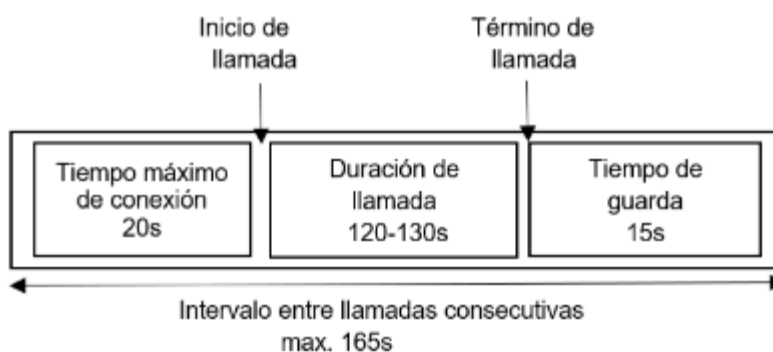 Inicio de
llamada
Término de
llamada
Tiempo máximo
de conexión
20s
Duración de
llamada
120-130s
Tiempo de
guarda
15s
Intervalo entre llamadas consecutivas
max. 165s